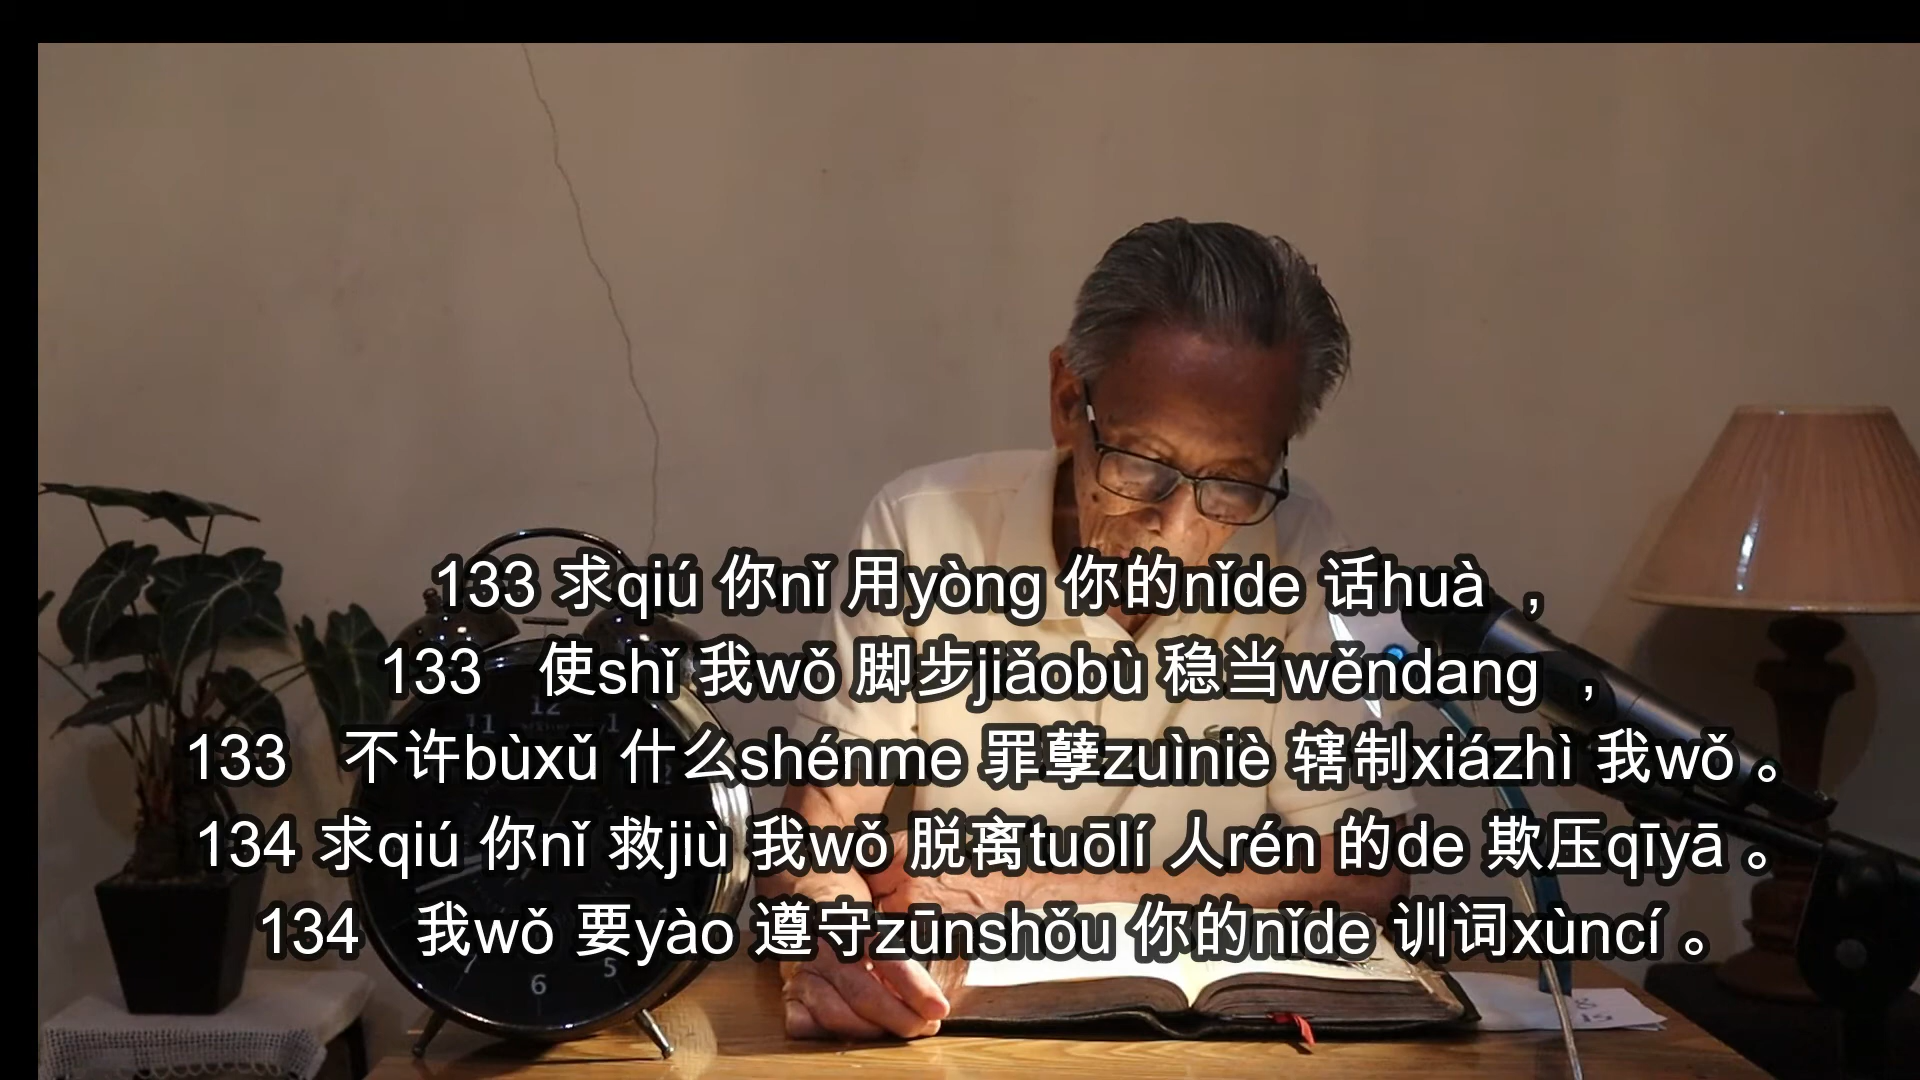 133 求qiú 你nǐ 用yòng 你的nǐde 话huà ，
133 使shǐ 我wǒ 脚步jiǎobù 稳当wěndang ，
133 不许bùxǔ 什么shénme 罪孽zuìniè 辖制xiázhì 我wǒ 。
134 求qiú 你nǐ 救jiù 我wǒ 脱离tuōlí 人rén 的de 欺压qīyā 。
134 我wǒ 要yào 遵守zūnshǒu 你的nǐde 训词xùncí 。
11 12 1
2
7 6 5